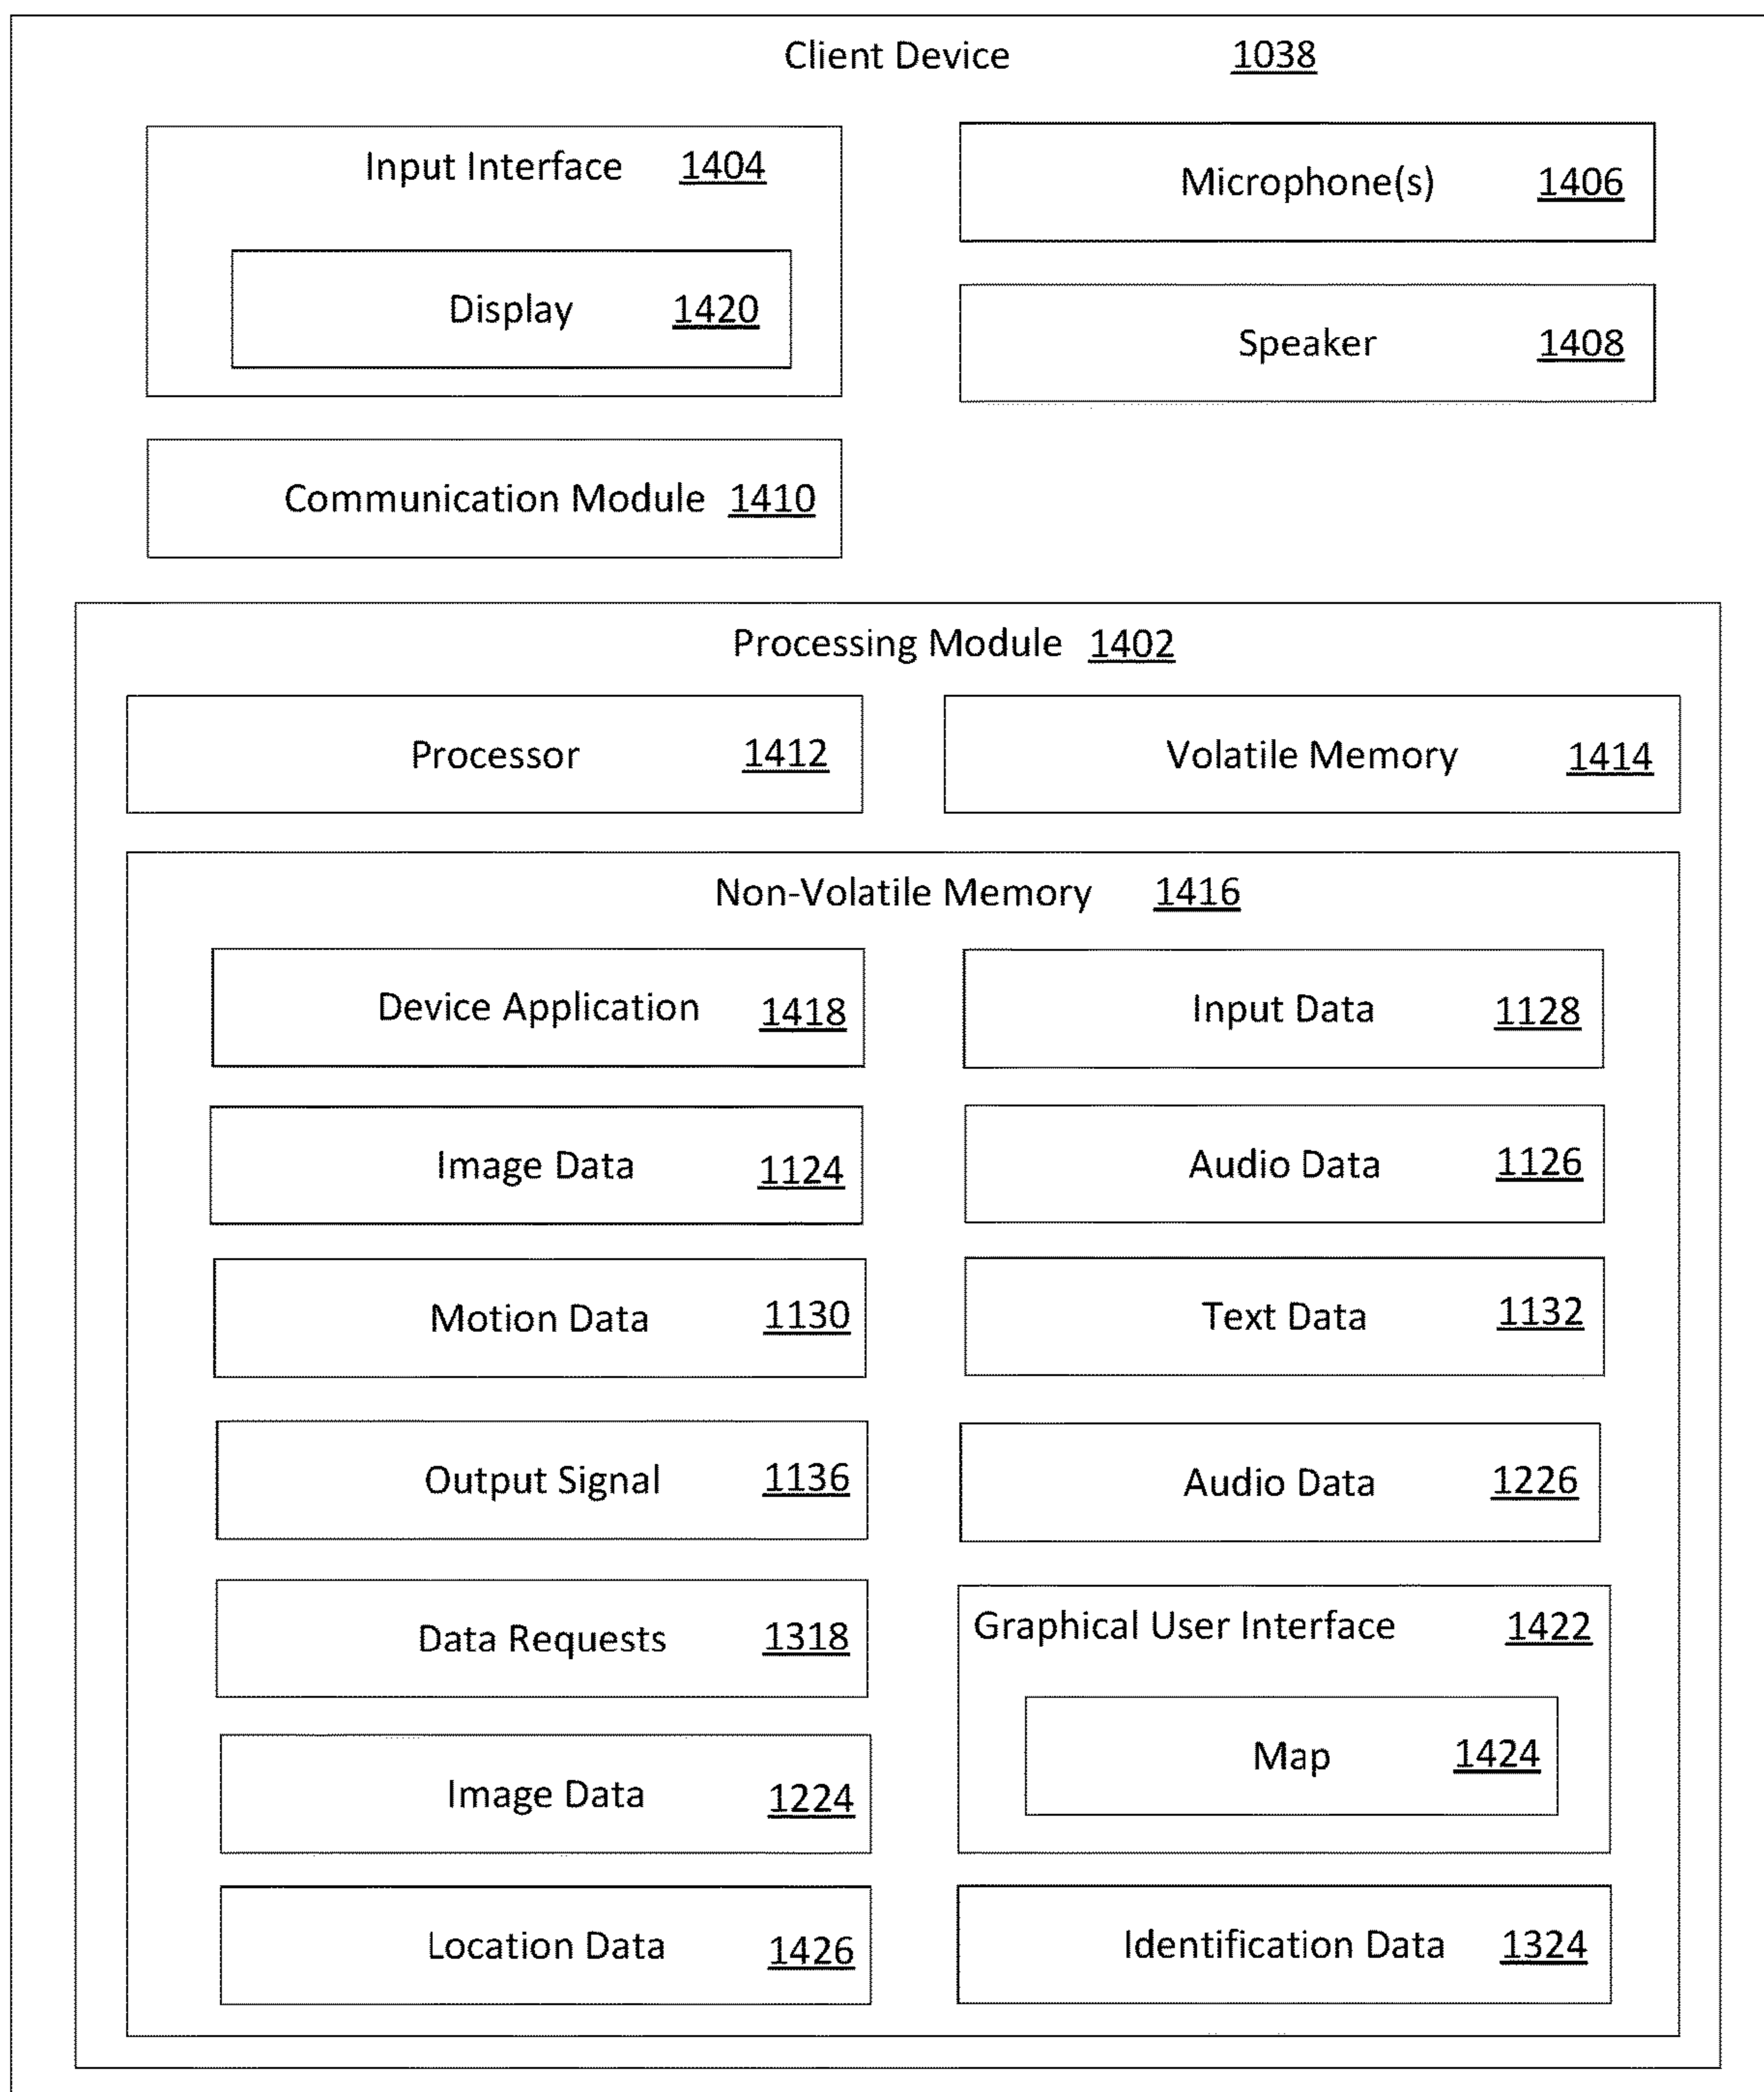 Client Device 1038
Input Interface 1404
Microphone(s) 1406
Display 1420
Speaker 1408
Communication Module 1410
Processing Module 1402
Processor 1412
Volatile Memory 1414
Non-Volatile Memory 1416
Device Application 1418
Input Data 1128
Image Data 1124
Audio Data 1126
Motion Data 1130
Text Data 1132
Output Signal 1136
Audio Data 1226
Data Requests 1318
Graphical User Interface 1422
Map 1424
Image Data 1224
Location Data 1426
Identification Data 1324